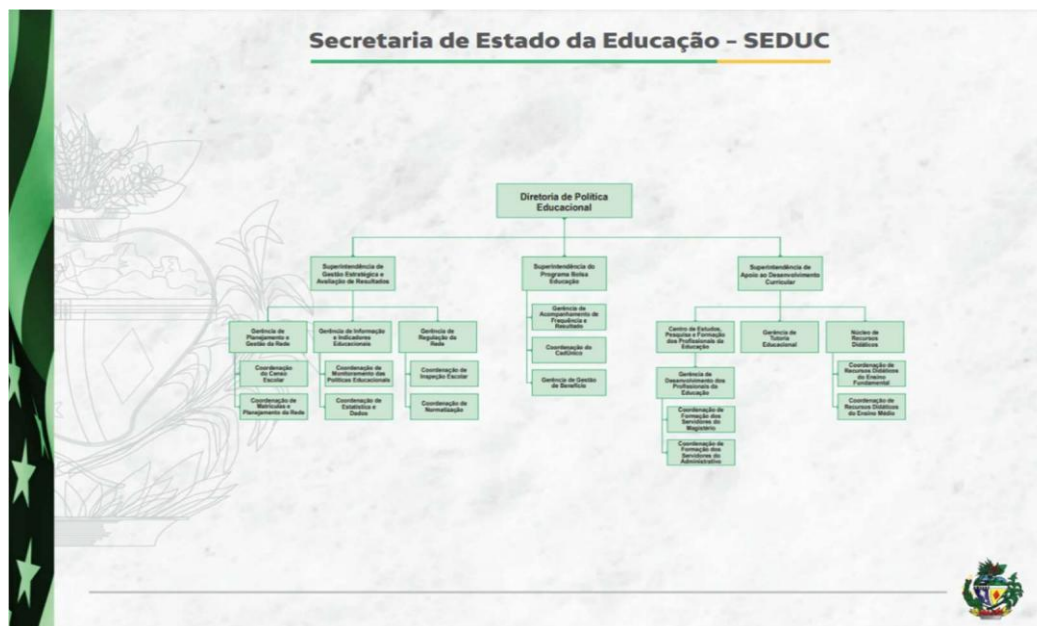 Secretaria de Estado da Educação – SEDUC
Diretoria de Política
Educacional
Superintendência de
Gestão Estratégica e
Avaliação de Resultados
Gerência de
Planejamento e
Gestão da Rede
Coordenação
do Censo
Escolar
Coordenação de
Matrículas e
Planejamento da Rede
Gerência de Informação
e Indicadores
Educacionais
Coordenação de
Monitoramento das
Políticas Educacionais
Coordenação de
Estatística e
Dados
Gerência de
Regulação da
Rede
Coordenação de
Inspeção Escolar
Coordenação de
Normatização
Superintendência do
Programa Bolsa
Educação
Gerência de
Acompanhamento de
Frequência e
Resultado
Coordenação do
CadÚnico
Gerência de Gestão
de Benefício
Superintendência de
Apoio ao Desenvolvimento
Curricular
Centro de Estudos,
Pesquisa e Formação
dos Profissionais da
Educação
Gerência de
Desenvolvimento dos
Profissionais da
Educação
Coordenação de
Formação dos
Servidores do
Magistério
Coordenação de
Formação dos
Servidores do
Administrativo
Gerência de
Tutoria
Educacional
Núcleo de
Recursos
Didáticos
Coordenação de
Recursos Didáticos
do Ensino
Fundamental
Coordenação de
Recursos Didáticos
do Ensino Médio